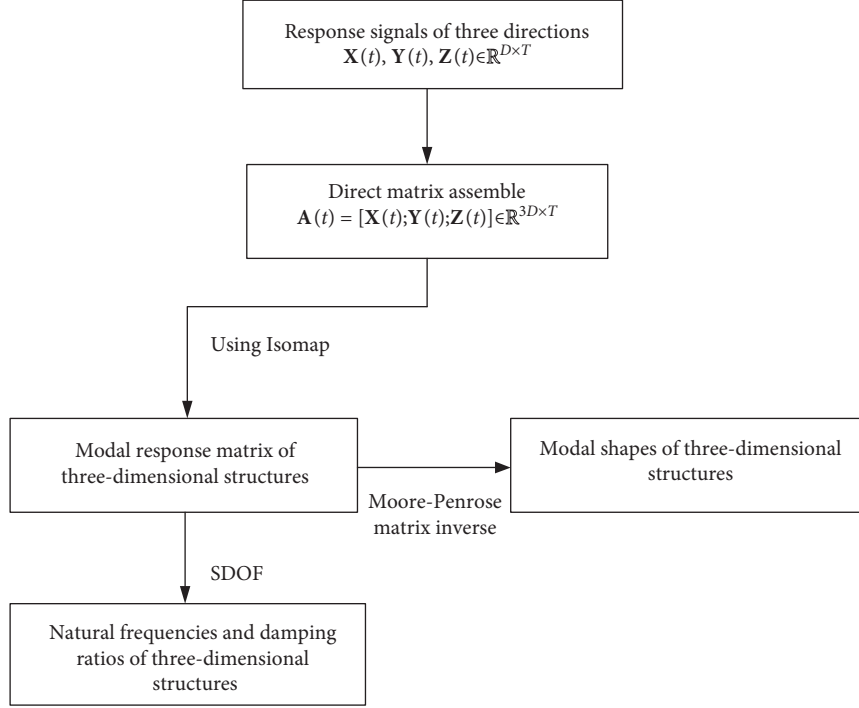 Response signals of three directions
X(t), Y(t), Z(t)∈ℝ^{D×T}
Direct matrix assemble
A(t) = [X(t);Y(t);Z(t)]∈ℝ^{3D×T}
Using Isomap
Modal response matrix of
three-dimensional structures
Modal shapes of three-dimensional
structures
Moore-Penrose
matrix inverse
SDOF
Natural frequencies and damping
ratios of three-dimensional
structures